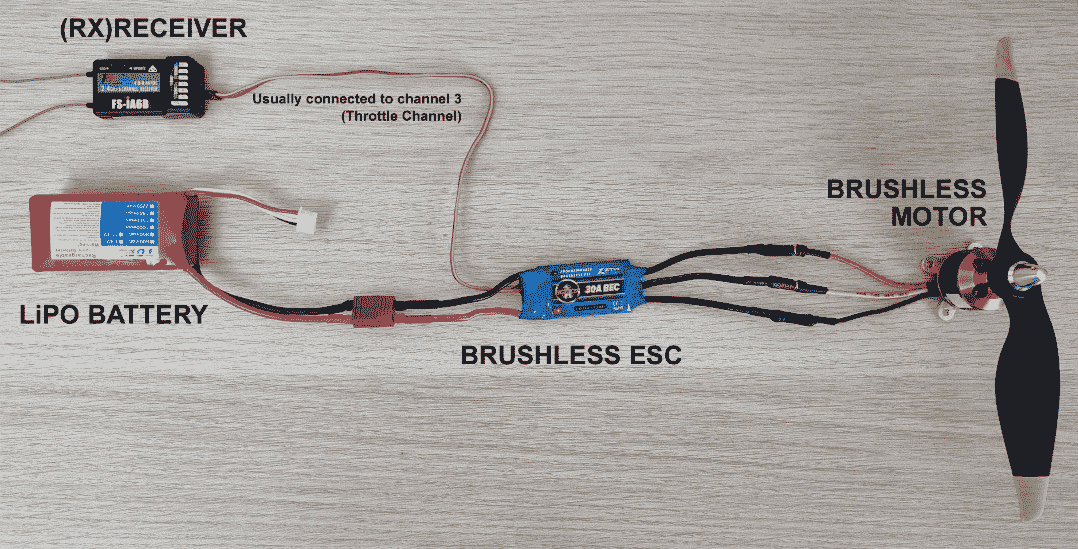 (RX)RECEIVER
FS-iA6B
Usually connected to channel 3
(Throttle Channel)
BRUSHLESS
MOTOR
30A BEC
LiPO BATTERY
BRUSHLESS ESC